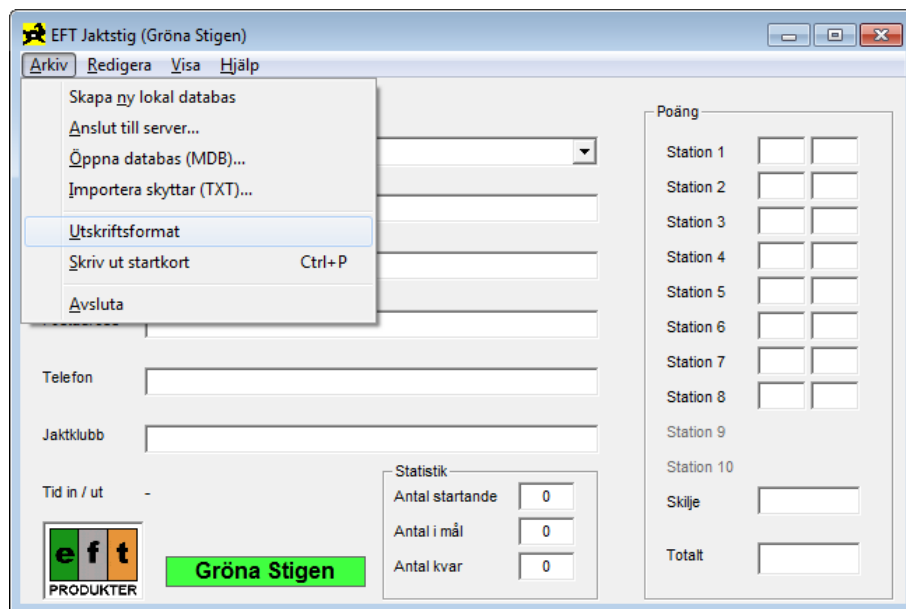 EFT Jaktstig (Gröna Stigen)
Arkiv Redigera Visa Hjälp
Skapa ny lokal databas
Anslut till server...
Öppna databas (MDB)...
Importera skyttar (TXT)...
Utskriftsformat
Skriv ut startkort Ctrl+P
Avsluta
Telefon
Jaktklubb
Tid in / ut -
eft
PRODUKTER
Gröna Stigen
Statistik
Antal startande 0
Antal i mål 0
Antal kvar 0
Poäng
Station 1
Station 2
Station 3
Station 4
Station 5
Station 6
Station 7
Station 8
Station 9
Station 10
Skilje
Totalt